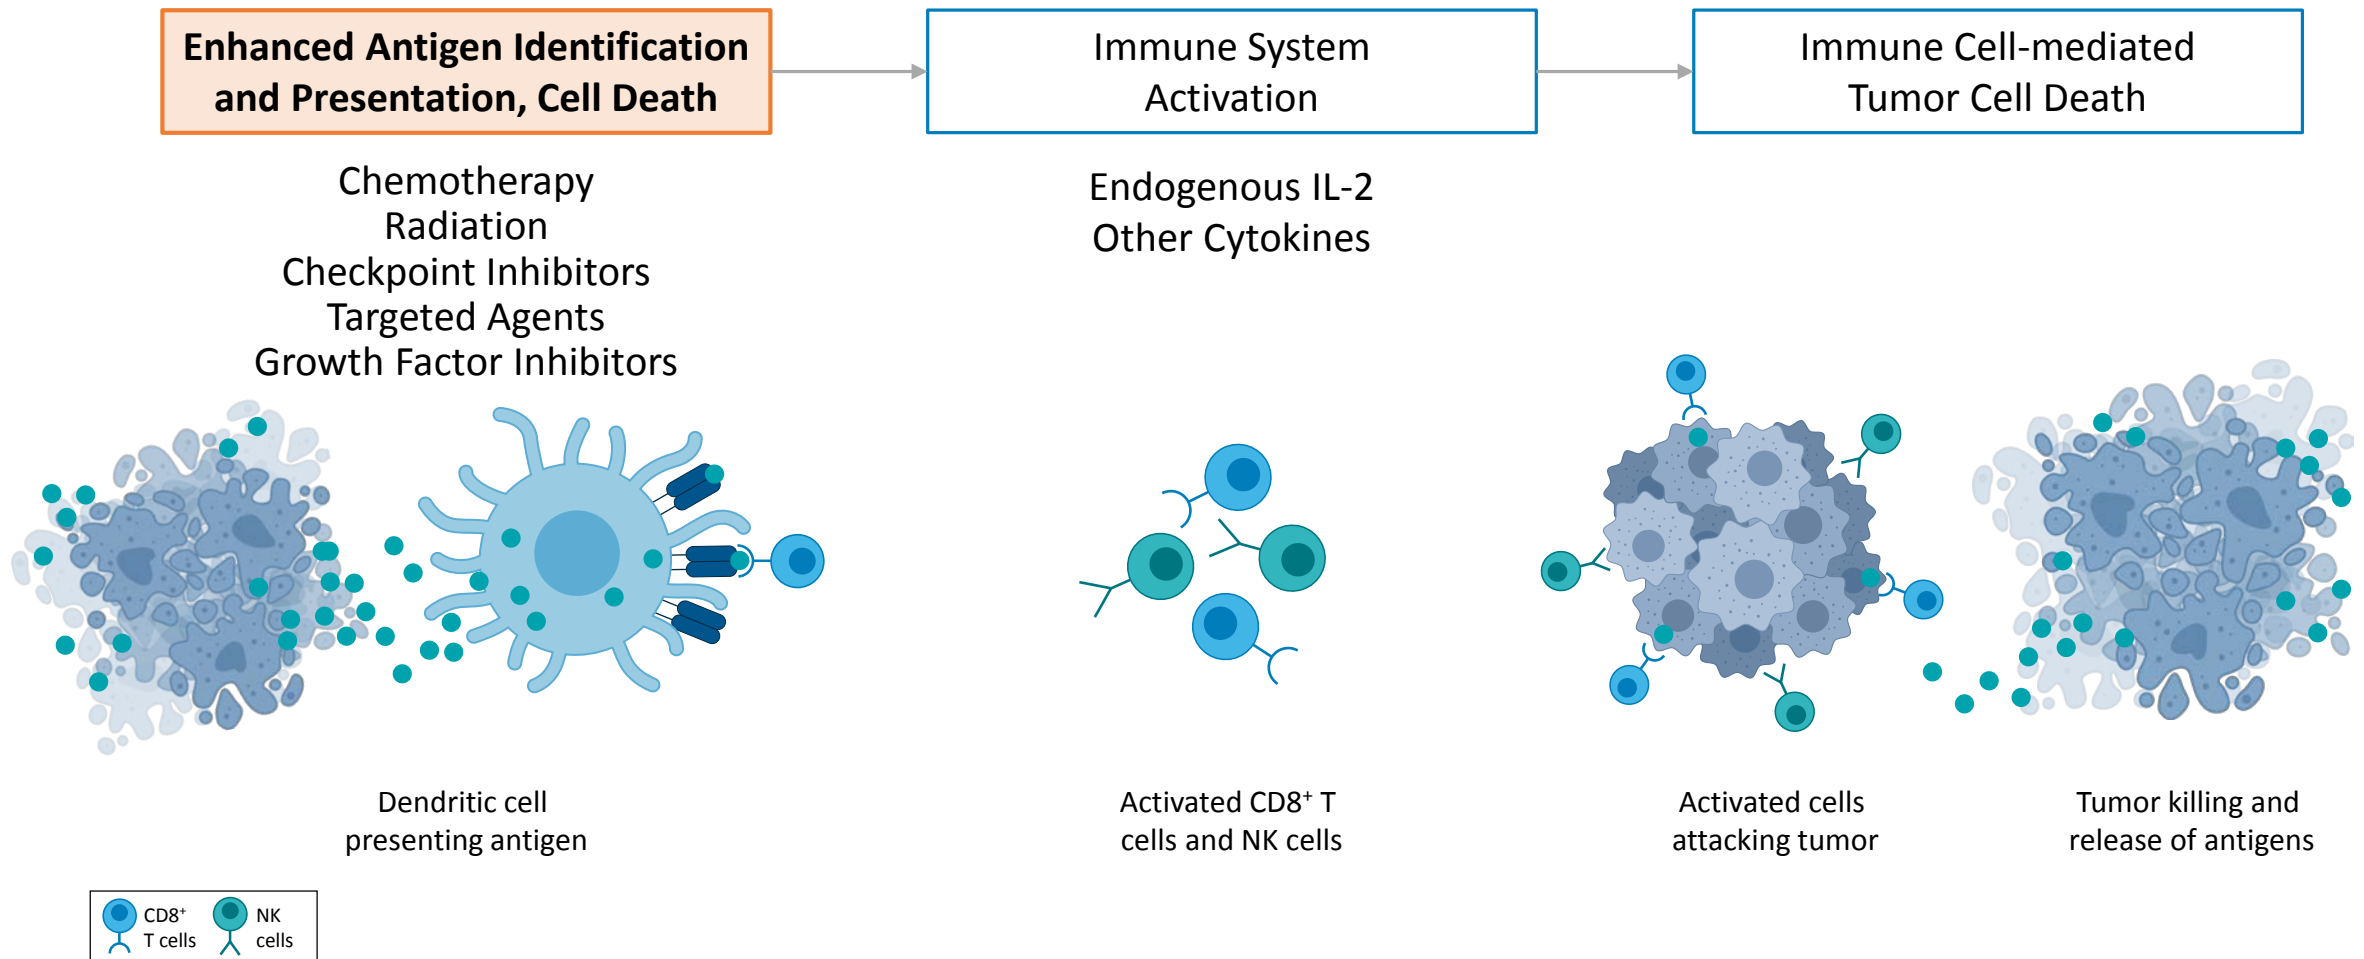 Enhanced Antigen Identification
and Presentation, Cell Death
Immune System
Activation
Immune Cell-mediated
Tumor Cell Death
Chemotherapy
Radiation
Checkpoint Inhibitors
Targeted Agents
Growth Factor Inhibitors
Endogenous IL-2
Other Cytokines
Dendritic cell
presenting antigen
Activated CD8⁺ T
cells and NK cells
Activated cells
attacking tumor
Tumor killing and
release of antigens
CD8⁺
T cells
NK
cells